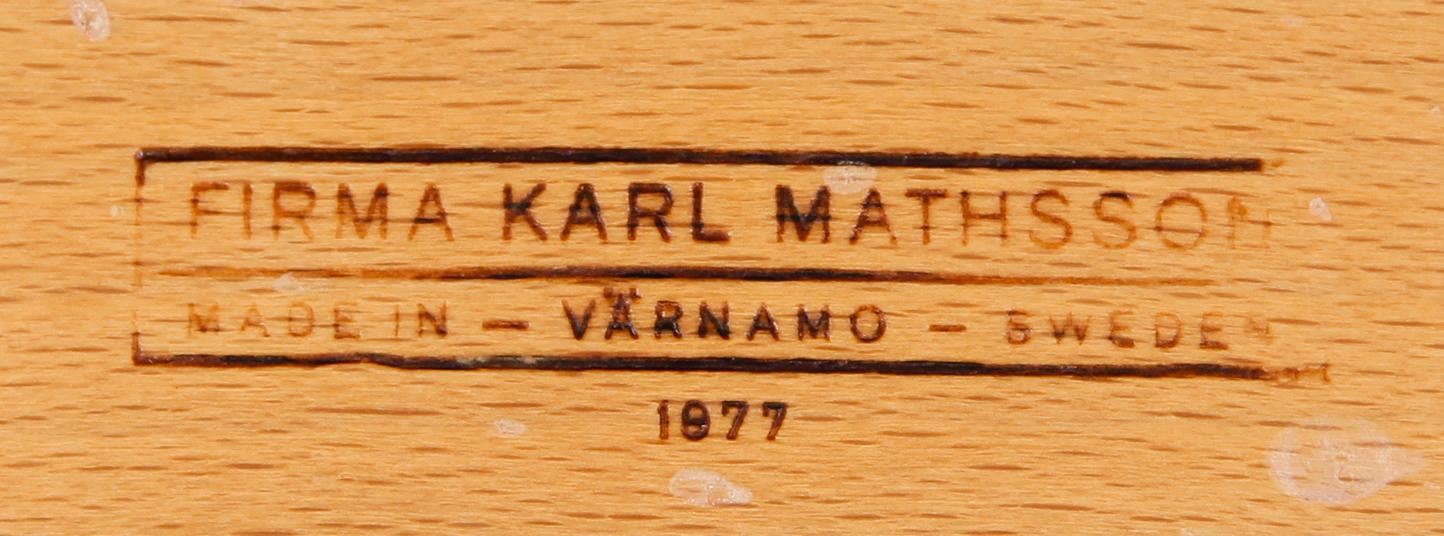 FIRMA KARL MATHSSON
MADE IN – VÄRNAMO – SWEDEN
1977